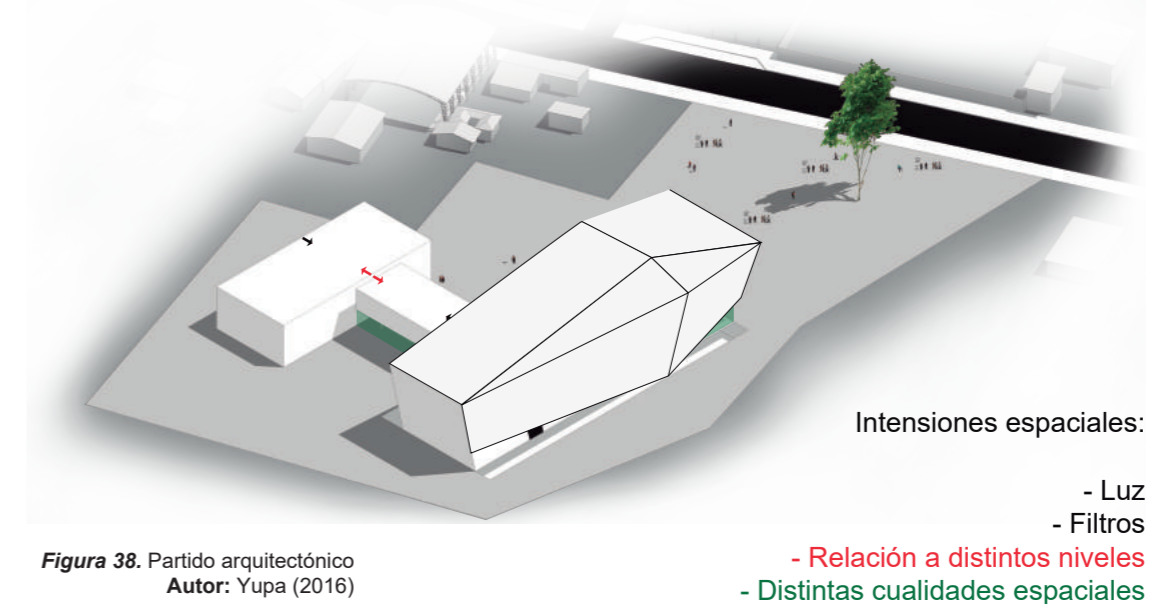 Intensiones espaciales:
- Luz
- Filtros
- Relación a distintos niveles
- Distintas cualidades espaciales
Figura 38. Partido arquitectónico
Autor: Yupa (2016)